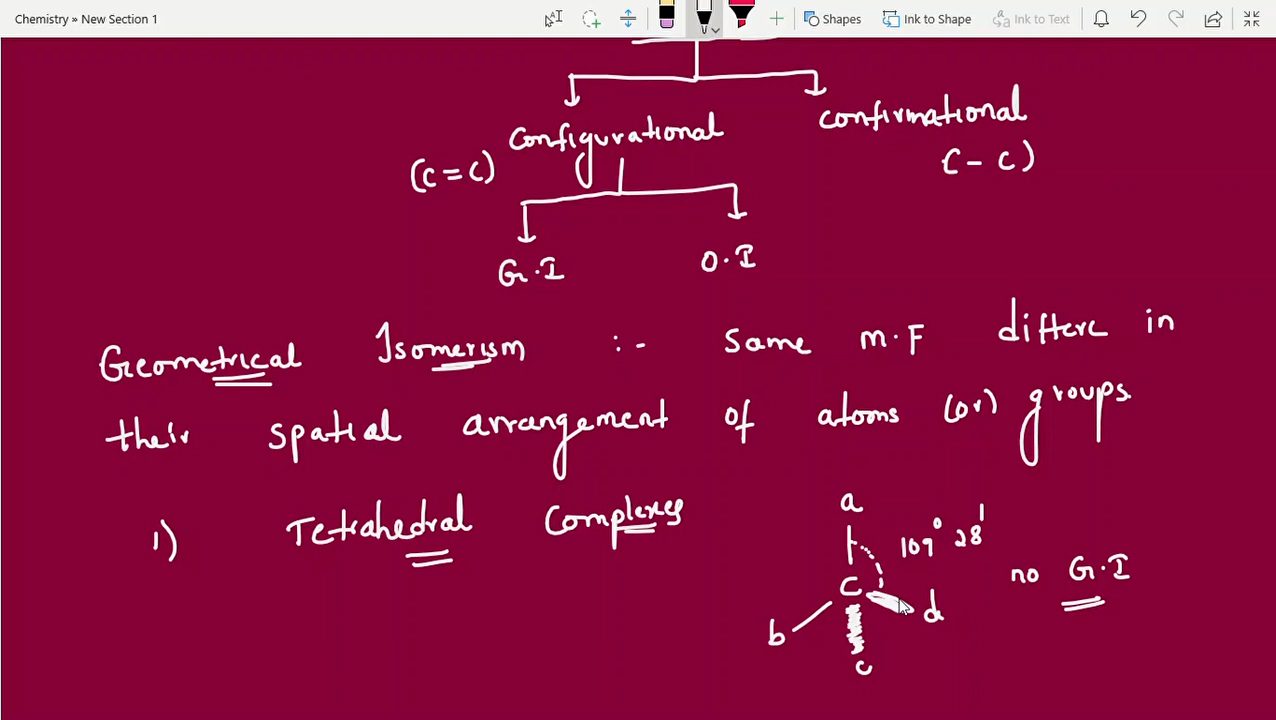 Chemistry » New Section 1
Shapes
Ink to Shape
Ink to Text
Configurational
Confirmational
(C = C)
C - C)
G.I
O.I
Geometrical Isomerism :- Same M.F differe in
their spatial arrangement of atoms (or) groups
1) Tetrahedral Complexes
a
109° 28'
C
no G.I
b
d
c